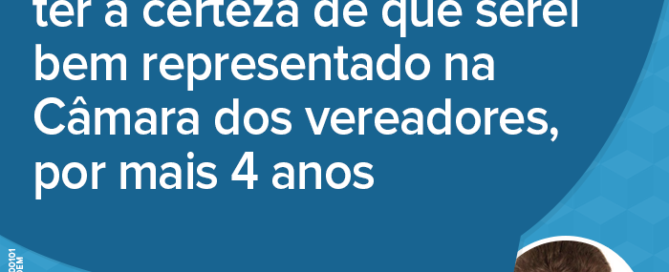 ter a certeza de que serei
bem representado na
Câmara dos vereadores,
por mais 4 anos